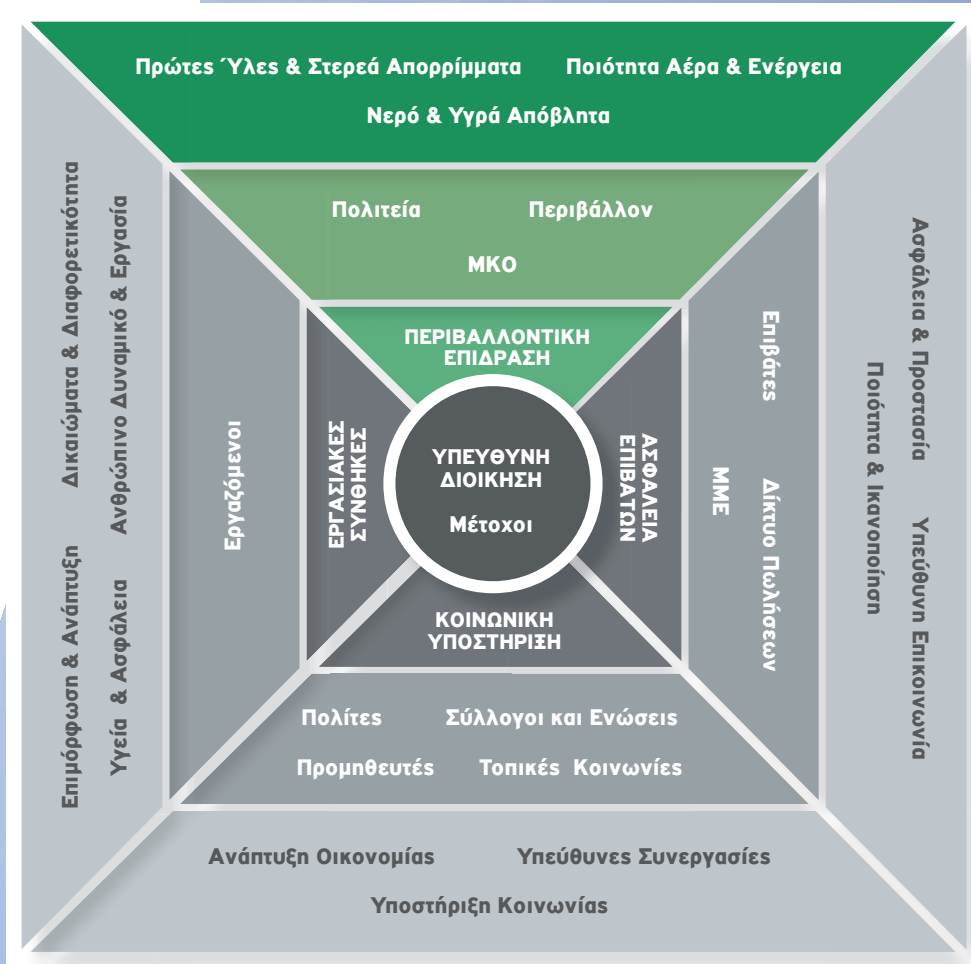 Πρώτες Ύλες & Στερεά Απορρίμματα
Ποιότητα Αέρα & Ενέργεια
Νερό & Υγρά Απόβλητα
Πολιτεία
Περιβάλλον
ΜΚΟ
ΠΕΡΙΒΑΛΛΟΝΤΙΚΗ
ΕΠΙΔΡΑΣΗ
Επιμόρφωση & Ανάπτυξη
Δικαιώματα & Διαφορετικότητα
Υγεία & Ασφάλεια
Ανθρώπινο Δυναμικό & Εργασία
Εργαζόμενοι
ΕΡΓΑΣΙΑΚΕΣ
ΣΥΝΘΗΚΕΣ
ΥΠΕΥΘΥΝΗ
ΔΙΟΙΚΗΣΗ
Μέτοχοι
ΑΣΦΑΛΕΙΑ
ΕΠΙΒΑΤΩΝ
Επιβάτες
Δίκτυο Πωλήσεων
ΜΜΕ
Ασφάλεια & Προστασία
Υπεύθυνη Επικοινωνία
Ποιότητα & Ικανοποίηση
ΚΟΙΝΩΝΙΚΗ
ΥΠΟΣΤΗΡΙΞΗ
Πολίτες
Σύλλογοι και Ενώσεις
Προμηθευτές
Τοπικές Κοινωνίες
Ανάπτυξη Οικονομίας
Υπεύθυνες Συνεργασίες
Υποστήριξη Κοινωνίας